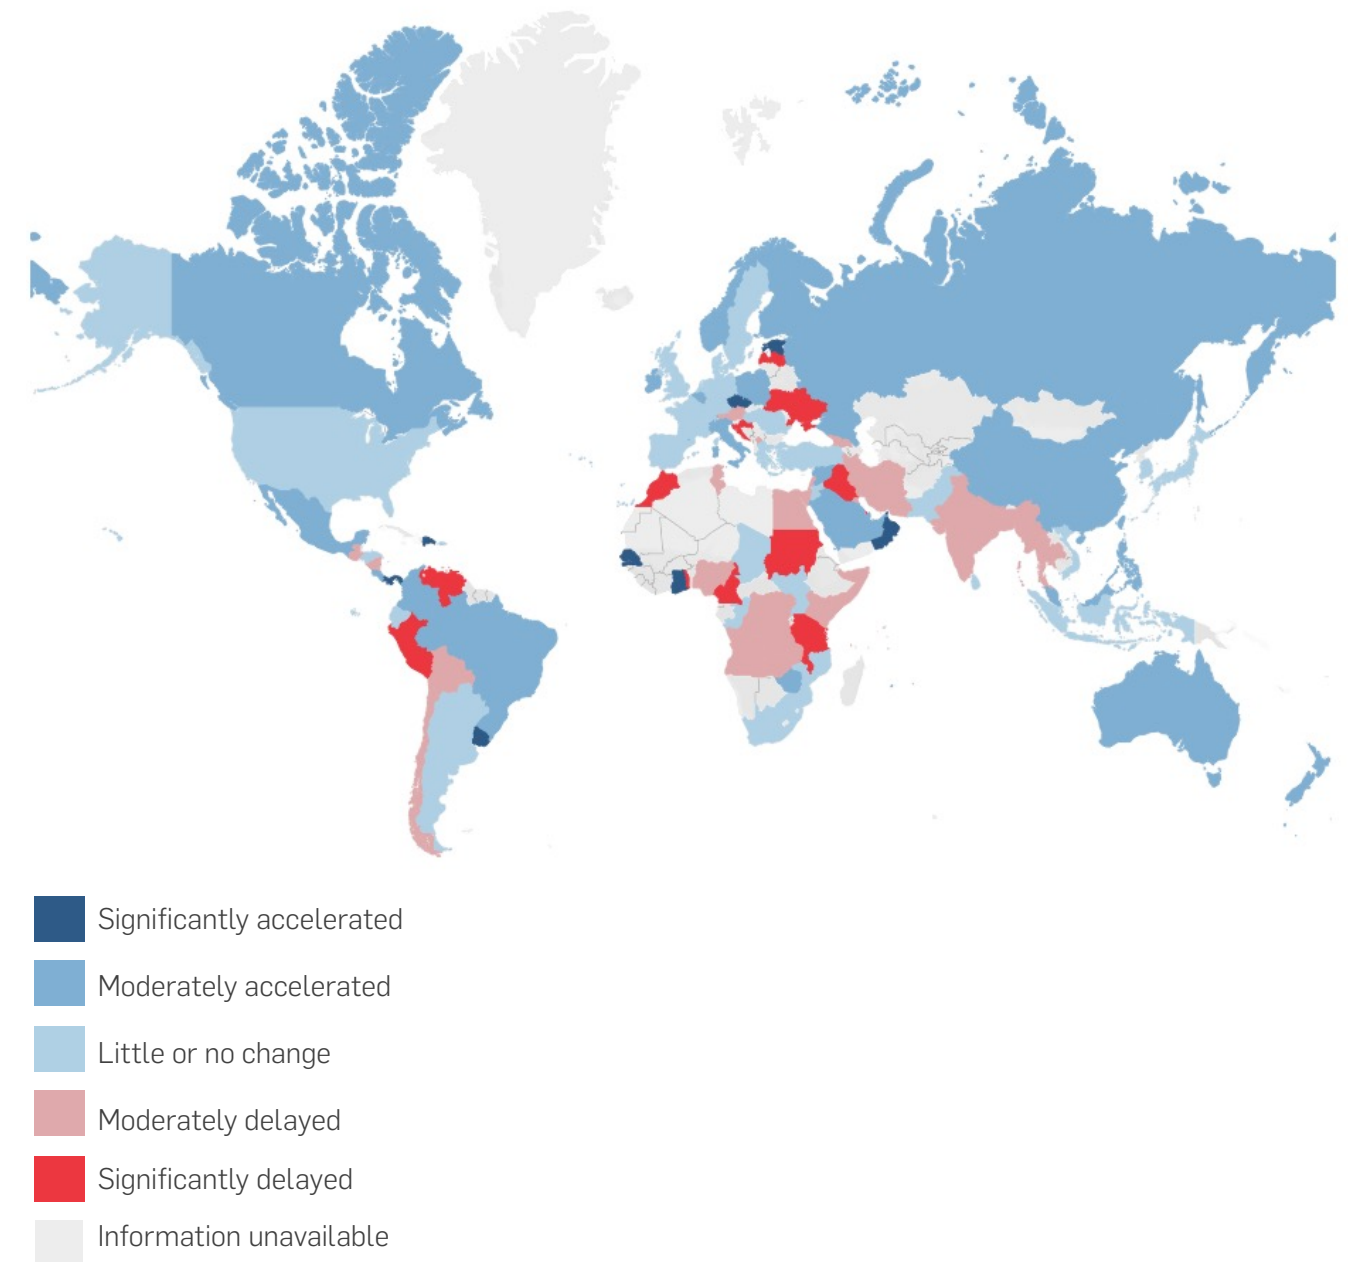 Significantly accelerated
Moderately accelerated
Little or no change
Moderately delayed
Significantly delayed
Information unavailable